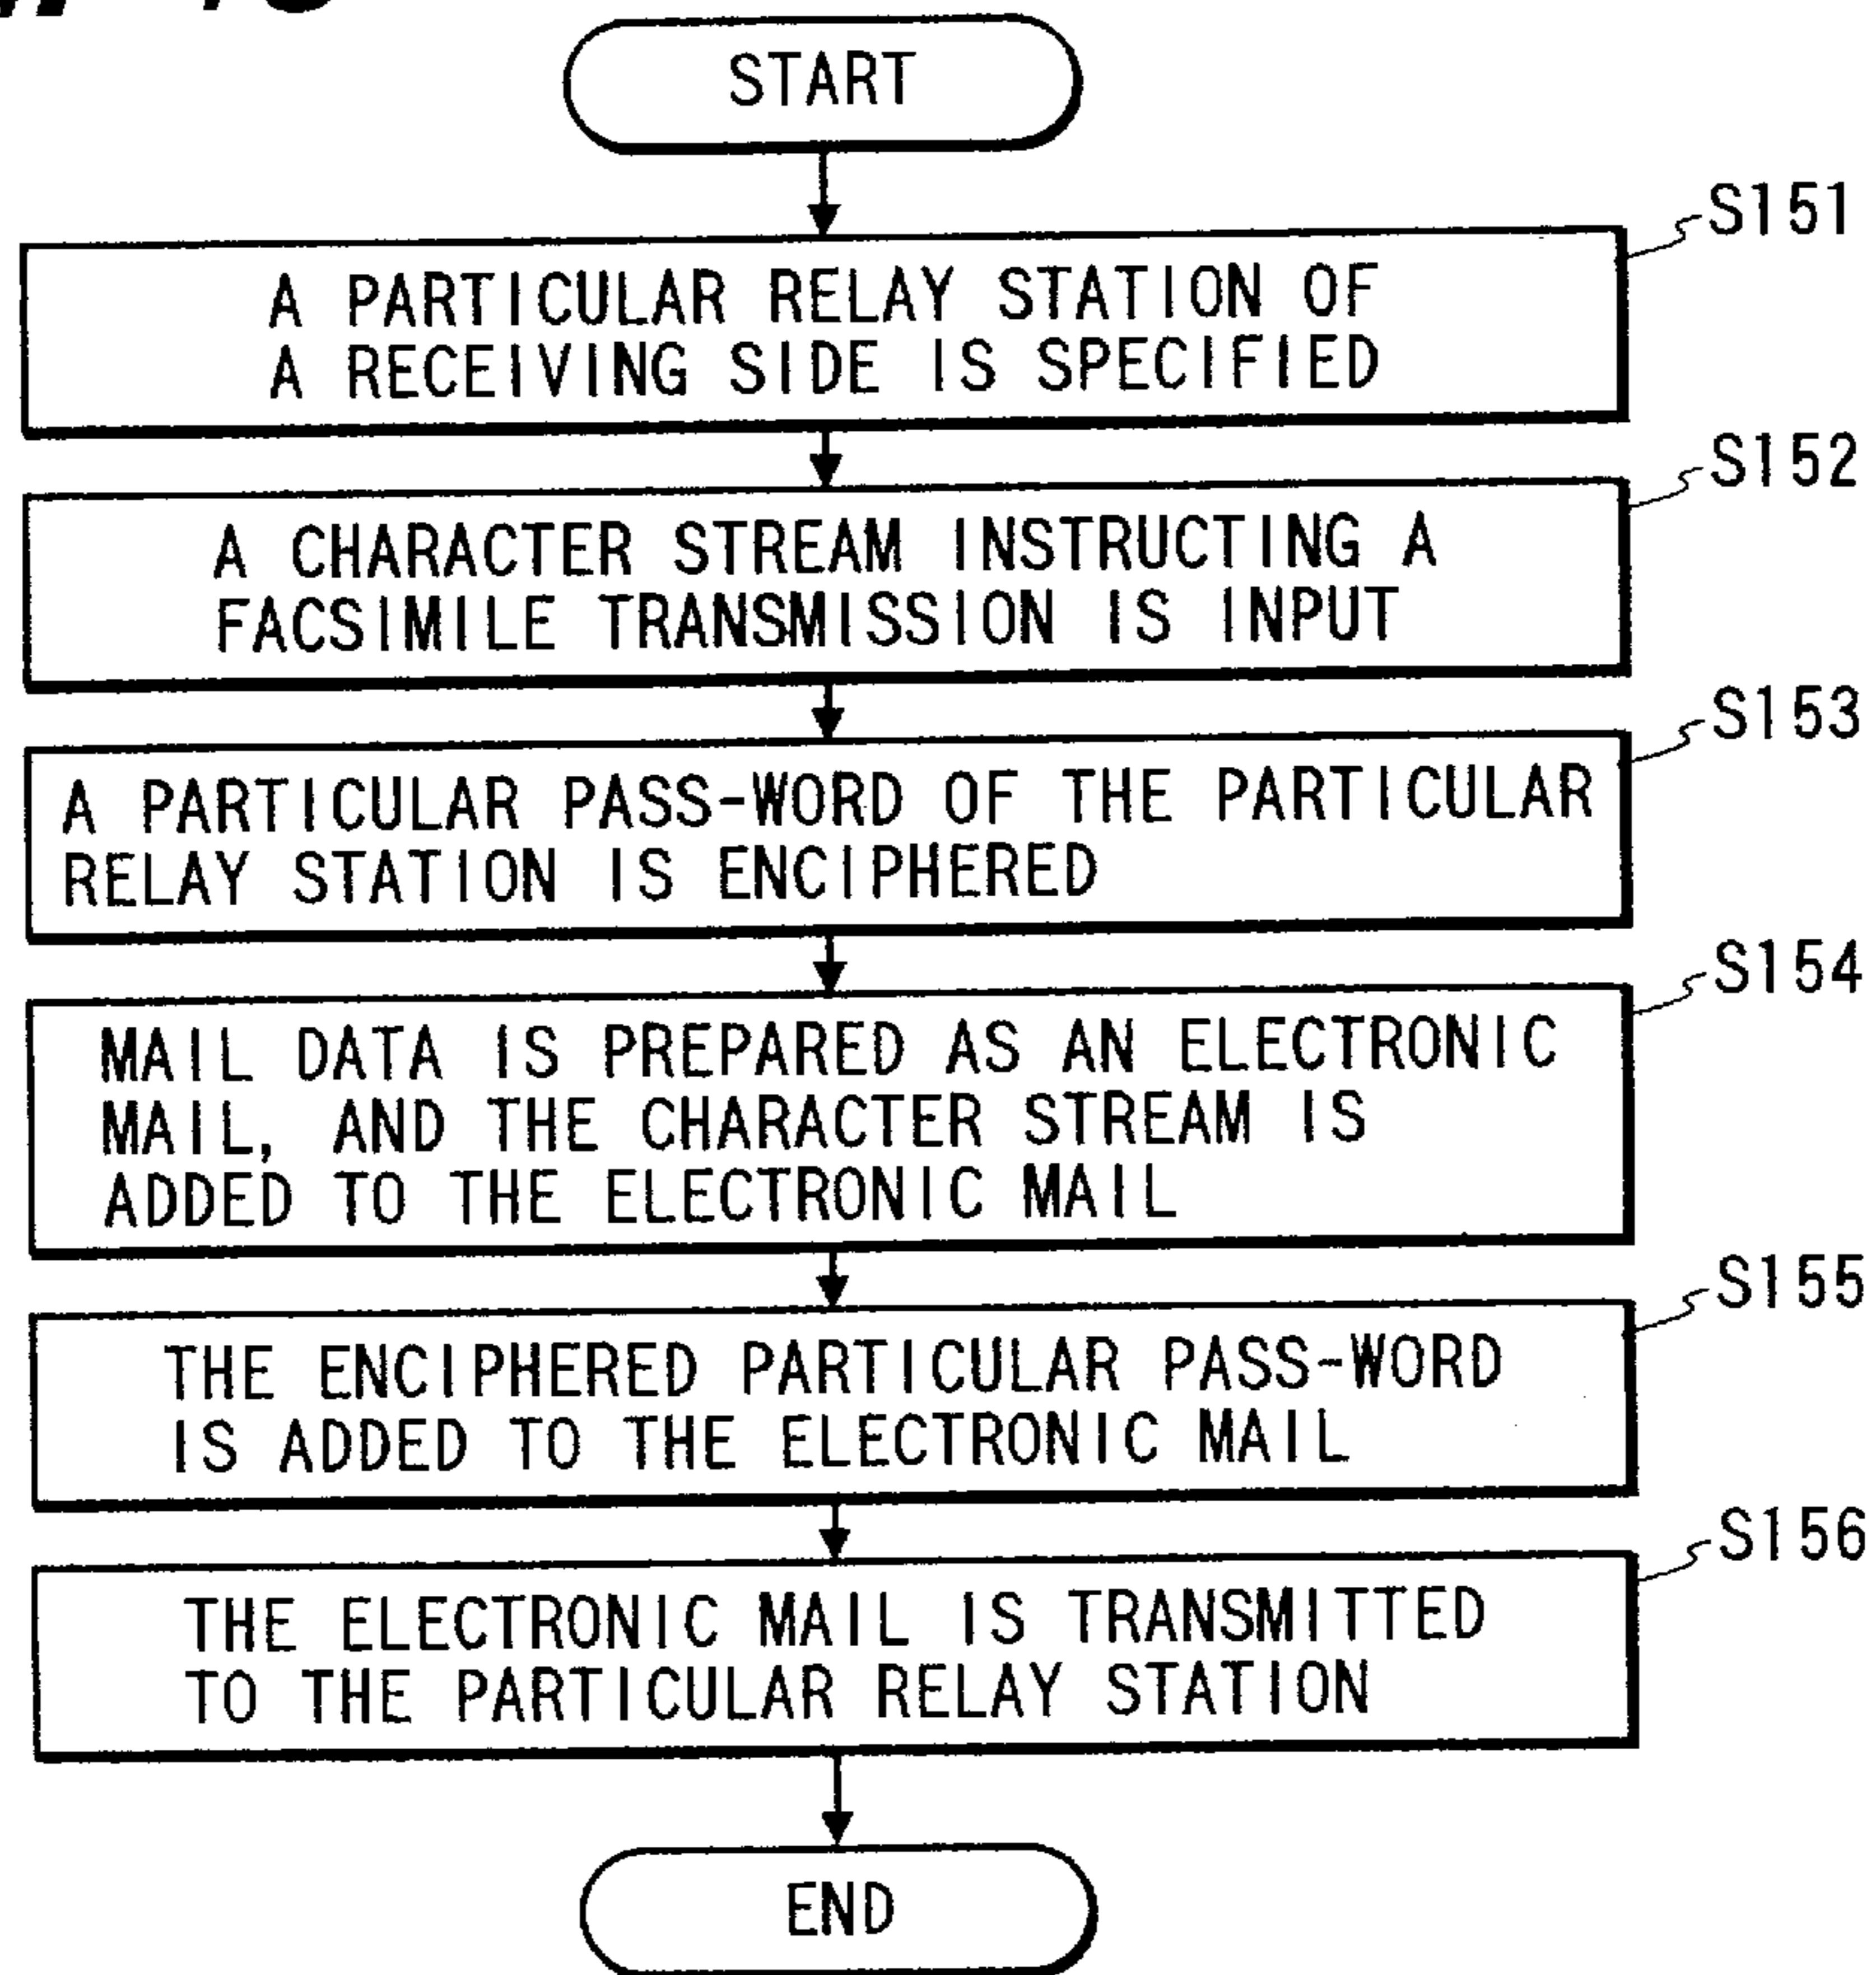 START
S151
A PARTICULAR RELAY STATION OF
A RECEIVING SIDE IS SPECIFIED
S152
A CHARACTER STREAM INSTRUCTING A
FACSIMILE TRANSMISSION IS INPUT
S153
A PARTICULAR PASS-WORD OF THE PARTICULAR
RELAY STATION IS ENCIPHERED
S154
MAIL DATA IS PREPARED AS AN ELECTRONIC
MAIL, AND THE CHARACTER STREAM IS
ADDED TO THE ELECTRONIC MAIL
S155
THE ENCIPHERED PARTICULAR PASS-WORD
IS ADDED TO THE ELECTRONIC MAIL
S156
THE ELECTRONIC MAIL IS TRANSMITTED
TO THE PARTICULAR RELAY STATION
END